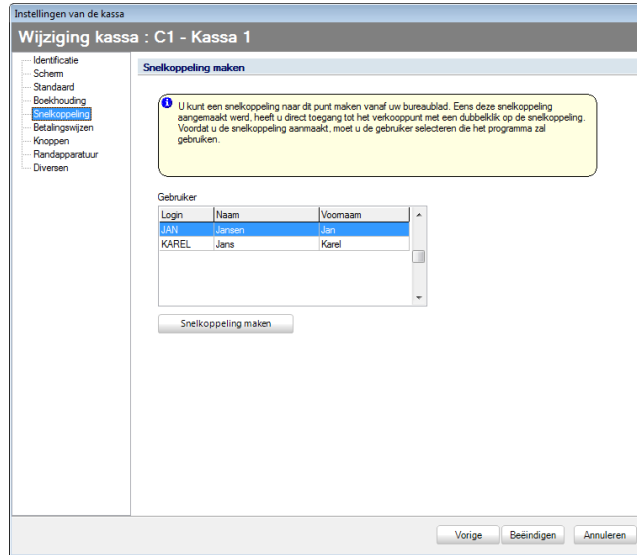 Instellingen van de kassa
Wijziging kassa : C1 - Kassa 1
Identificatie
Scherm
Standaard
Boekhouding
Snelkoppeling
Betalingswijzen
Knoppen
Randapparatuur
Diversen
Snelkoppeling maken
U kunt een snelkoppeling naar dit punt maken vanaf uw bureaublad. Eens deze snelkoppeling
aangemaakt werd, heeft u direct toegang tot het verkooppunt met een dubbelklik op de snelkoppeling.
Voordat u de snelkoppeling aanmaakt, moet u de gebruiker selecteren die het programma zal
gebruiken.
Gebruiker
Login Naam Voornaam
JAN Jansen Jan
KAREL Jans Karel
Snelkoppeling maken
Vorige Beëindigen Annuleren